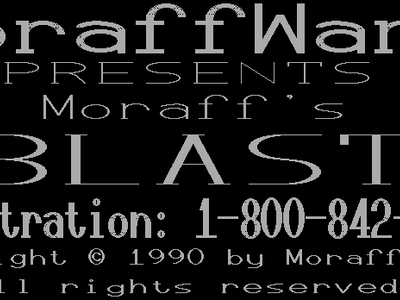 oraffWar
PRESENTS
Moraff's
BLAST
tration: 1-800-842-
ight © 1990 by Moraff
ll rights reserved